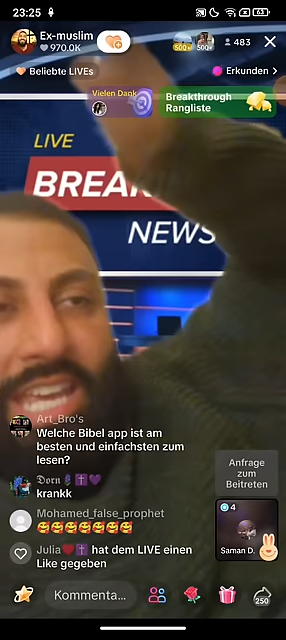 23:25
63
Ex-muslim
970.0K
500+
500+
483
Beliebte LIVEs
Erkunden
Vielen Dank
Breakthrough
Rangliste
LIVE
BREAK
NEWS
Art_Bro's
Welche Bibel app ist am
besten und einfachsten zum
lesen?
𝕯𝖔𝖗𝖓
krankk
Mohamed_false_prophet
🥰🥰🥰🥰🥰🥰🥰
Julia❤️✝️ hat dem LIVE einen
Like gegeben
Anfrage
zum
Beitreten
4
Saman D.
Kommenta...
250